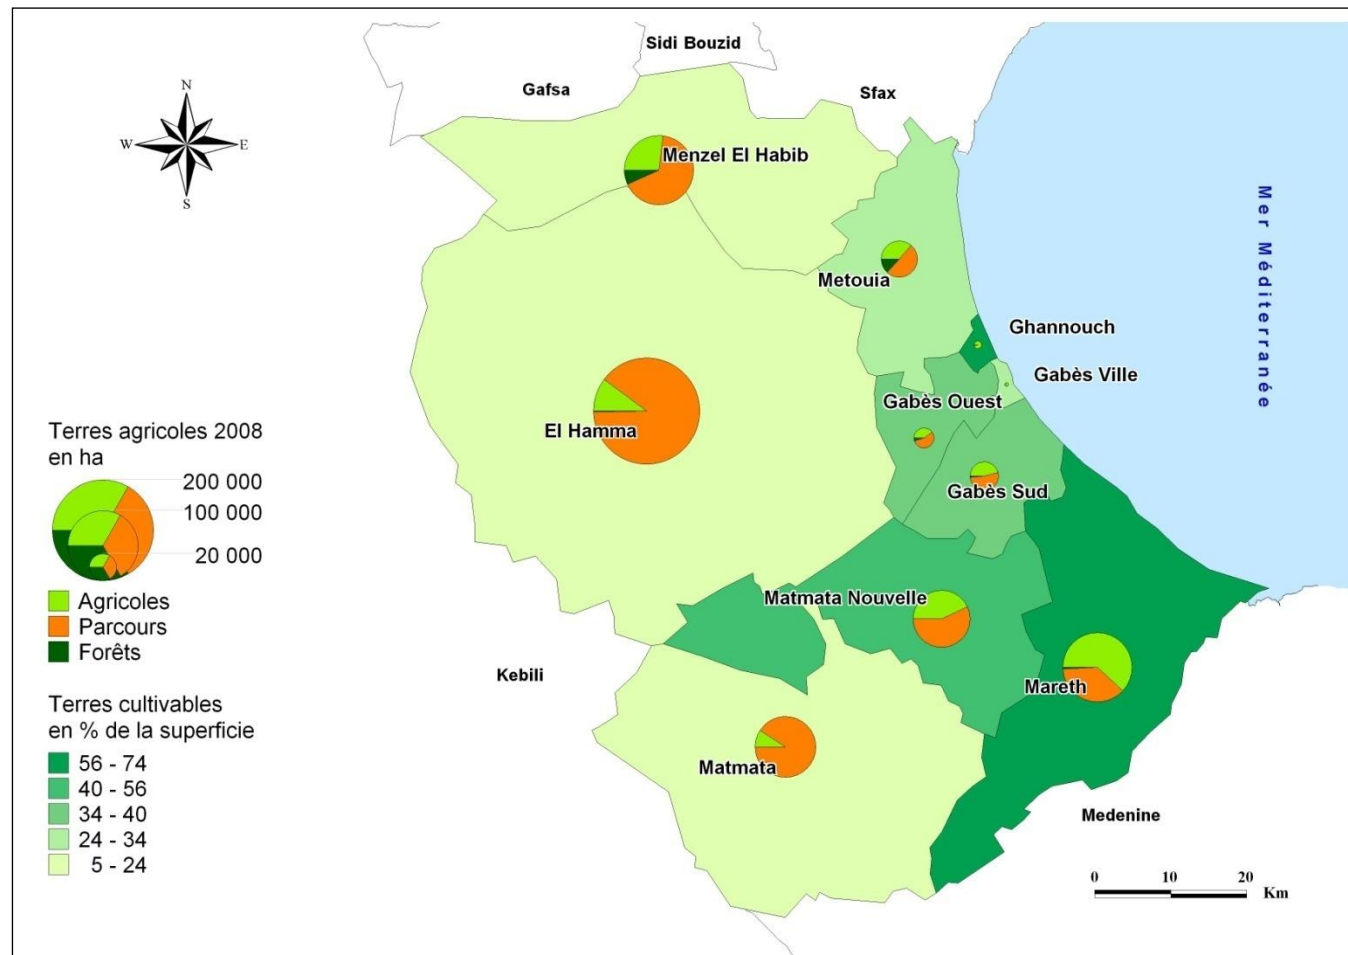 Sidi Bouzid
Gafsa
Sfax
N
W
E
S
Menzel El Habib
Metouia
Mer Méditerranée
Ghannouch
Gabès Ville
Gabès Ouest
El Hamma
Gabès Sud
Terres agricoles 2008
en ha
200 000
100 000
20 000
Agricoles
Parcours
Forêts
Matmata Nouvelle
Kebili
Mareth
Matmata
Terres cultivables
en % de la superficie
56 - 74
40 - 56
34 - 40
24 - 34
5 - 24
Medenine
0 10 20
Km